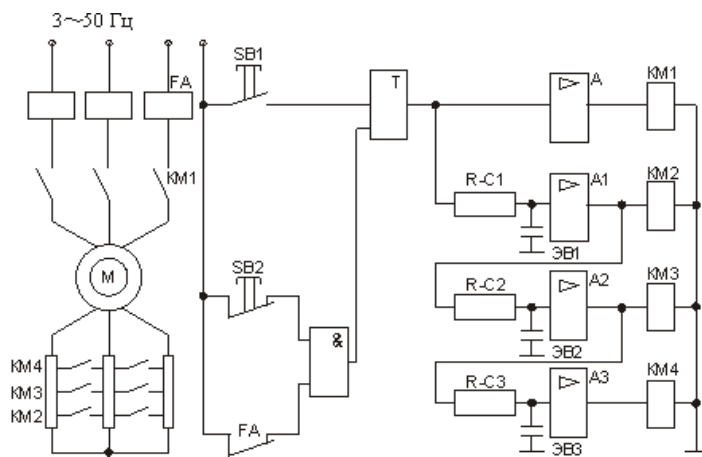 3~50 Гц
FA
KM1
M
KM4
KM3
KM2
SB1
SB2
FA
&
T
A
KM1
R-C1
A1
KM2
ЭВ1
R-C2
A2
KM3
ЭВ2
R-C3
A3
KM4
ЭВ3